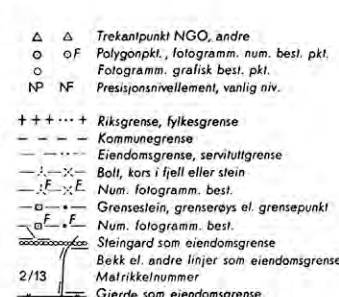 Trekantpunkt NGO, andre
F Polygonpkt., fotogramm. num. best. pkt.
Fotogramm. grafisk best. pkt.
NP NF Presisjonsnivellement, vanlig niv.
Riksgrense, fylkesgrense
Kommunegrense
Eiendomsgrense, servituttgrense
Bolt, kors i fjell eller stein
F F Num. fotogramm. best.
Grensestein, grenserøys el. grensepunkt
F F Num. fotogramm. best.
Steingard som eiendomsgrense
Bekk el. andre linjer som eiendomsgrense
2/13 Matrikkelnummer
Gjerde som eiendomsgrense